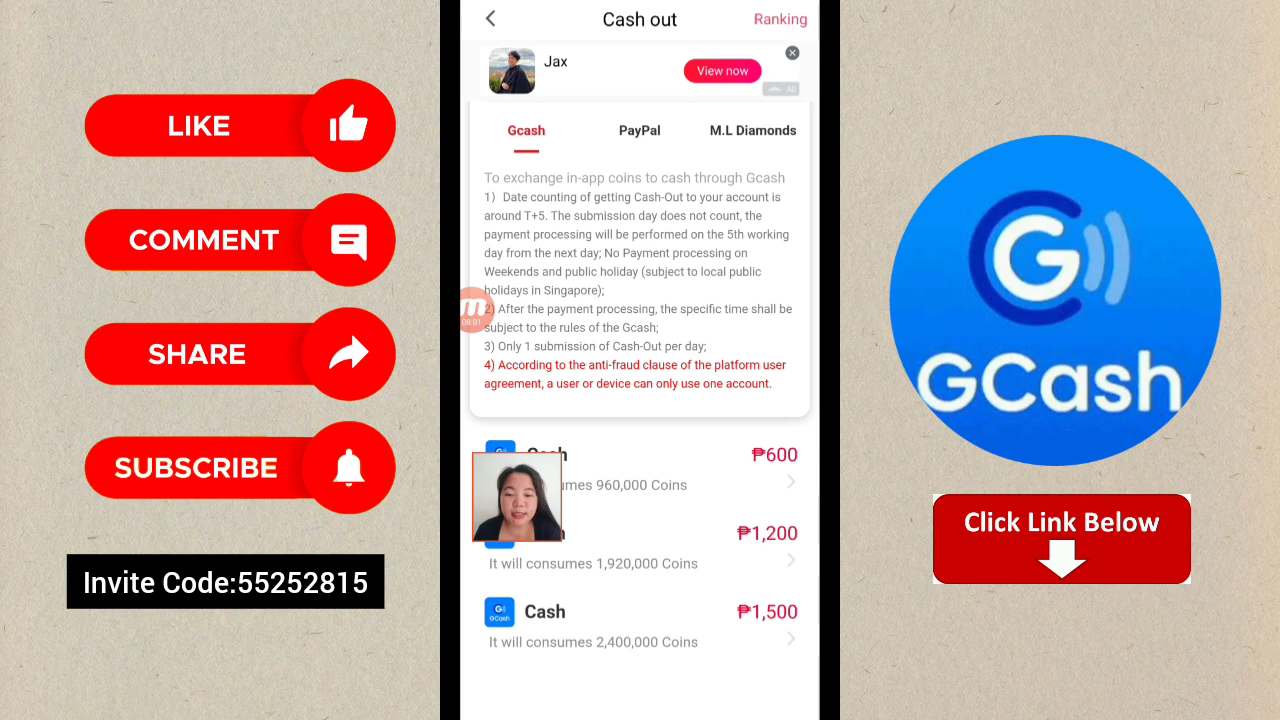 LIKE
COMMENT
SHARE
SUBSCRIBE
Invite Code:55252815
Cash out
Ranking
Jax
View now
AD
Gcash
PayPal
M.L Diamonds
To exchange in-app coins to cash through Gcash
1) Date counting of getting Cash-Out to your account is
around T+5. The submission day does not count, the
payment processing will be performed on the 5th working
day from the next day; No Payment processing on
Weekends and public holiday (subject to local public
holidays in Singapore);
2) After the payment processing, the specific time shall be
subject to the rules of the Gcash;
3) Only 1 submission of Cash-Out per day;
4) According to the anti-fraud clause of the platform user
agreement, a user or device can only use one account.
08:01
Cash
₱600
960,000 Coins
₱1,200
It will consumes 1,920,000 Coins
GCash
Cash
₱1,500
It will consumes 2,400,000 Coins
G
GCash
Click Link Below